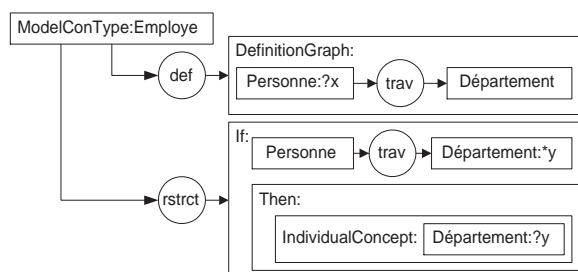 ModelConType:Employe
DefinitionGraph:
def
Personne:?x
trav
Département
If:
Personne
trav
Département:*y
rstrct
Then:
IndividualConcept:
Département:?y